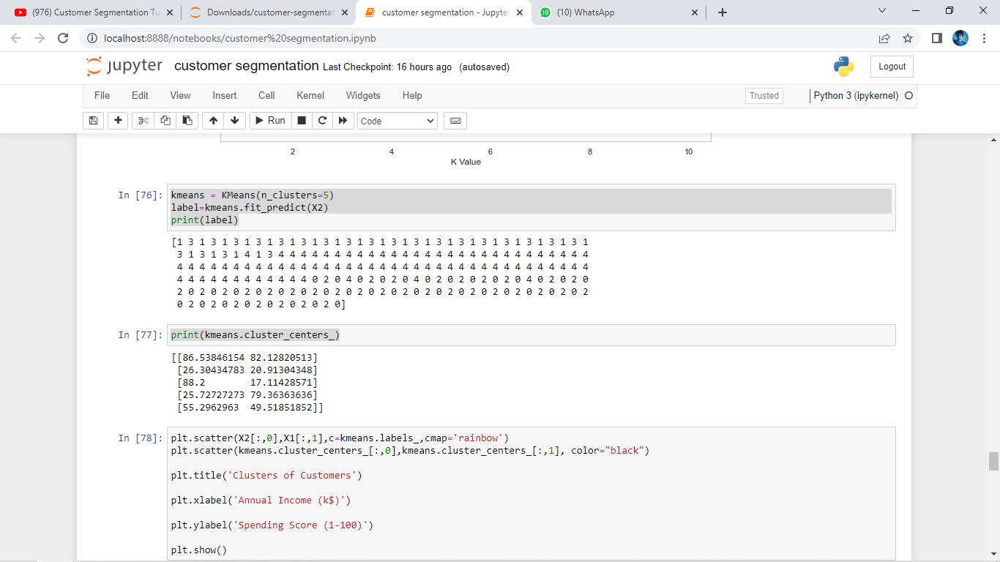 (976) Customer Segmentation Tu
Downloads/customer-segmentat
customer segmentation - Jupyter
10
(10) WhatsApp
localhost:8888/notebooks/customer%20segmentation.ipynb
jupyter customer segmentation Last Checkpoint: 16 hours ago (autosaved)
Logout
File Edit View Insert Cell Kernel Widgets Help
Trusted
Python 3 (ipykernel)
Run
Code
2 4 6 8 10
K Value
In [76]: kmeans = KMeans(n_clusters=5)
label=kmeans.fit_predict(X2)
print(label)
[1 3 1 3 1 3 1 3 1 3 1 3 1 3 1 3 1 3 1 3 1 3 1 3 1 3 1 3 1 3 1 3 1 3 1 3 1
3 1 3 1 3 1 4 1 3 4 4 4 4 4 4 4 4 4 4 4 4 4 4 4 4 4 4 4 4 4 4 4 4 4 4 4 4
4 4 4 4 4 4 4 4 4 4 4 4 4 4 4 4 4 4 4 4 4 4 4 4 4 4 4 4 4 4 4 4 4 4 4 4 4
4 4 4 4 4 4 4 4 4 4 4 4 0 2 0 4 0 2 0 2 0 4 0 2 0 2 0 2 0 2 0 4 0 2 0 2 0
2 0 2 0 2 0 2 0 2 0 2 0 2 0 2 0 2 0 2 0 2 0 2 0 2 0 2 0 2 0 2 0 2 0 2 0 2
0 2 0 2 0 2 0 2 0 2 0 2 0 2 0]
In [77]: print(kmeans.cluster_centers_)
[[86.53846154 82.12820513]
[26.30434783 20.91304348]
[88.2 17.11428571]
[25.72727273 79.36363636]
[55.2962963 49.51851852]]
In [78]: plt.scatter(X2[:,0],X1[:,1],c=kmeans.labels_,cmap='rainbow')
plt.scatter(kmeans.cluster_centers_[:,0],kmeans.cluster_centers_[:,1], color="black")
plt.title('Clusters of Customers')
plt.xlabel('Annual Income (k$)')
plt.ylabel('Spending Score (1-100)')
plt.show()